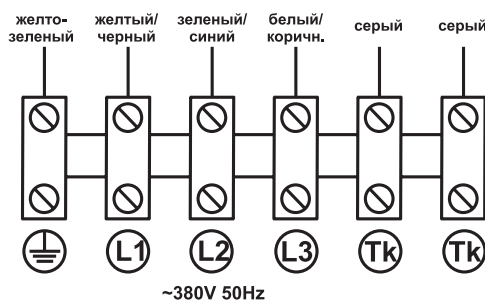 желто-
зеленый
желтый/
черный
зеленый/
синий
белый/
коричн.
серый
серый
L1 L2 L3 Tk Tk
~380V 50Hz